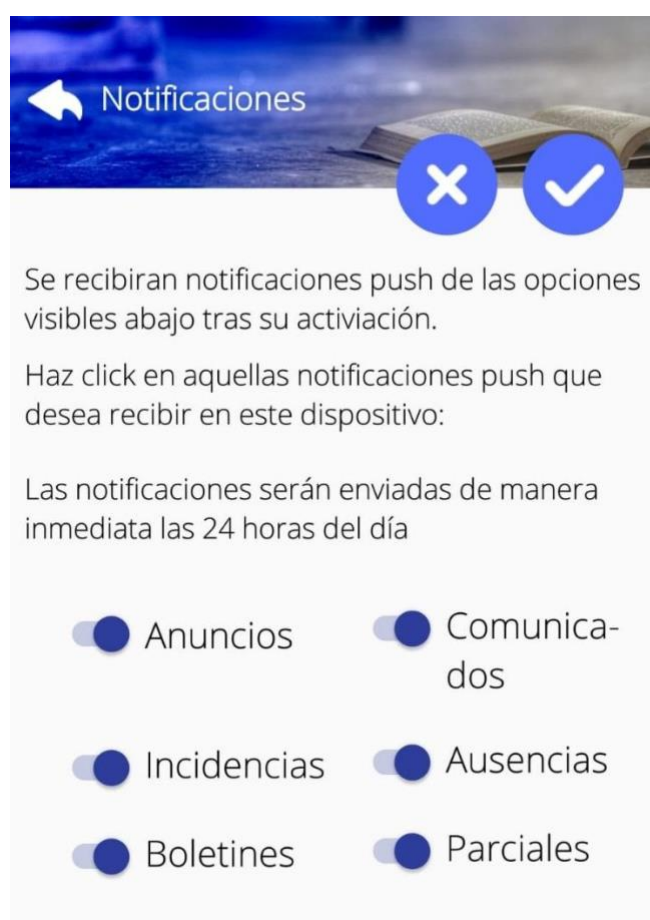 Notificaciones
Se recibiran notificaciones push de las opciones
visibles abajo tras su activiación.
Haz click en aquellas notificaciones push que
desea recibir en este dispositivo:
Las notificaciones serán enviadas de manera
inmediata las 24 horas del día
Anuncios
Comunica-
dos
Incidencias
Ausencias
Boletines
Parciales